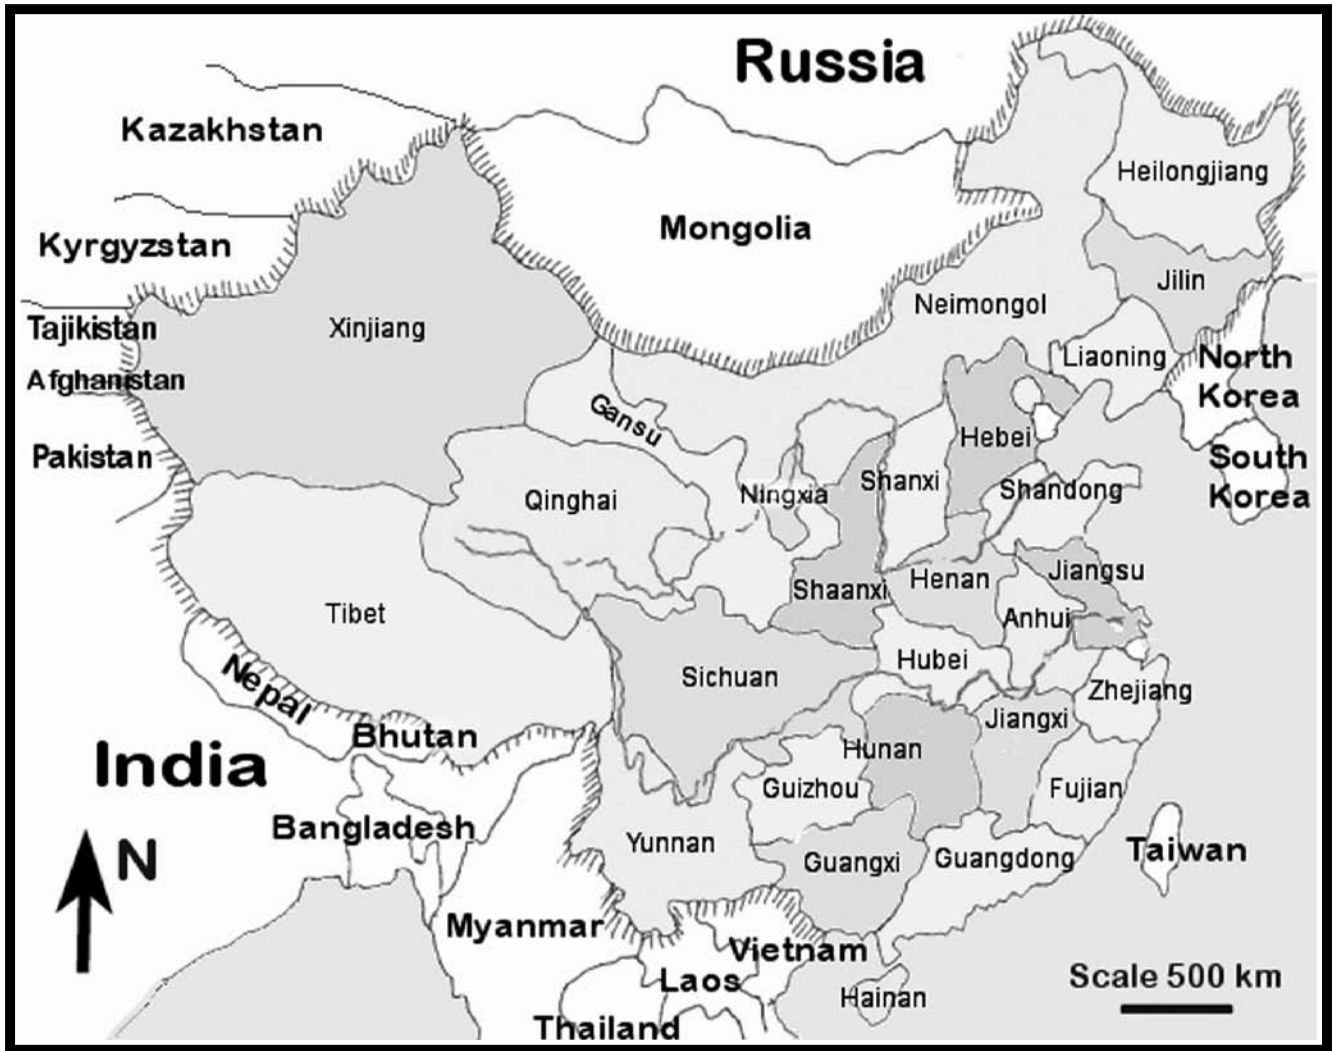 Russia
Kazakhstan
Heilongjiang
Mongolia
Kyrgyzstan
Jilin
Neimongol
Tajikistan
Xinjiang
Liaoning
North
Korea
Afghanistan
Gansu
Hebei
Pakistan
South
Korea
Shanxi
Shandong
Ningxia
Qinghai
Jiangsu
Henan
Shaanxi
Tibet
Anhui
Hubei
Sichuan
Zhejiang
Nepal
Jiangxi
Bhutan
Hunan
India
Guizhou
Fujian
Bangladesh
Yunnan
Taiwan
Guangxi
Guangdong
N
Myanmar
Vietnam
Laos
Scale 500 km
Hainan
Thailand